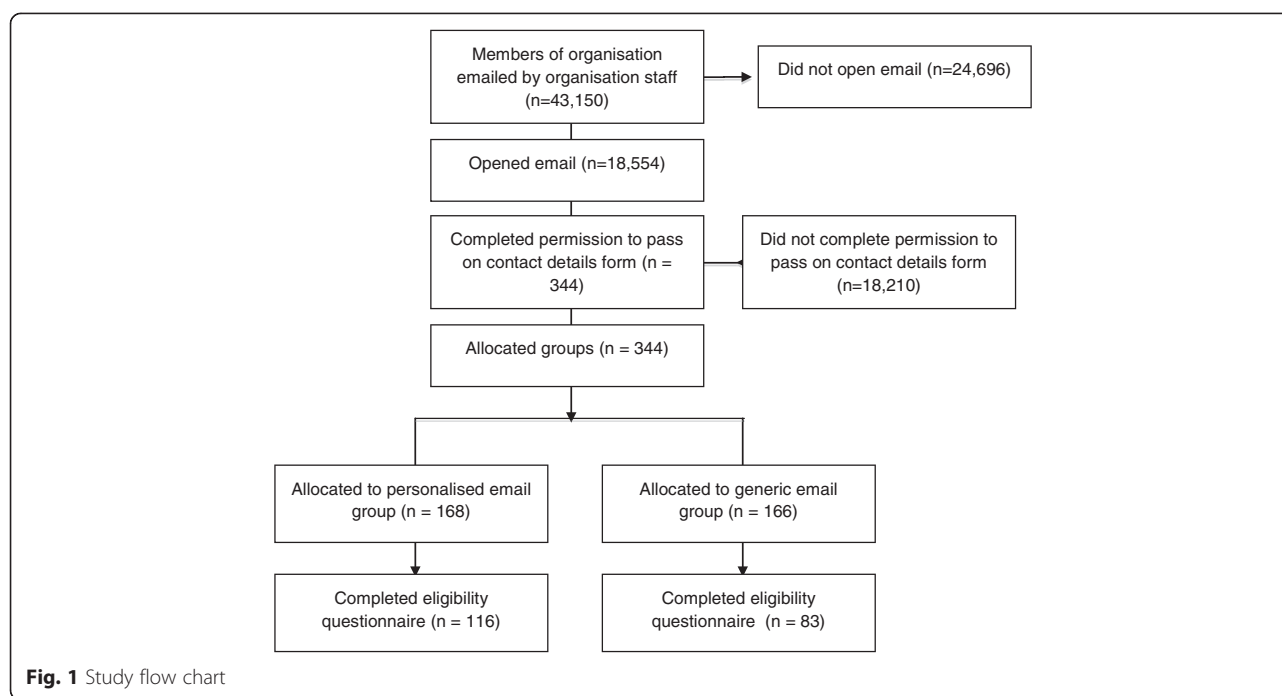 Members of organisation
emailed by organisation staff
(n=43,150)
Did not open email (n=24,696)
Opened email (n=18,554)
Completed permission to pass
on contact details form (n =
344)
Did not complete permission to
pass on contact details form
(n=18,210)
Allocated groups (n = 344)
Allocated to personalised email
group (n = 168)
Allocated to generic email
group (n = 166)
Completed eligibility
questionnaire (n = 116)
Completed eligibility
questionnaire (n = 83)
Fig. 1 Study flow chart